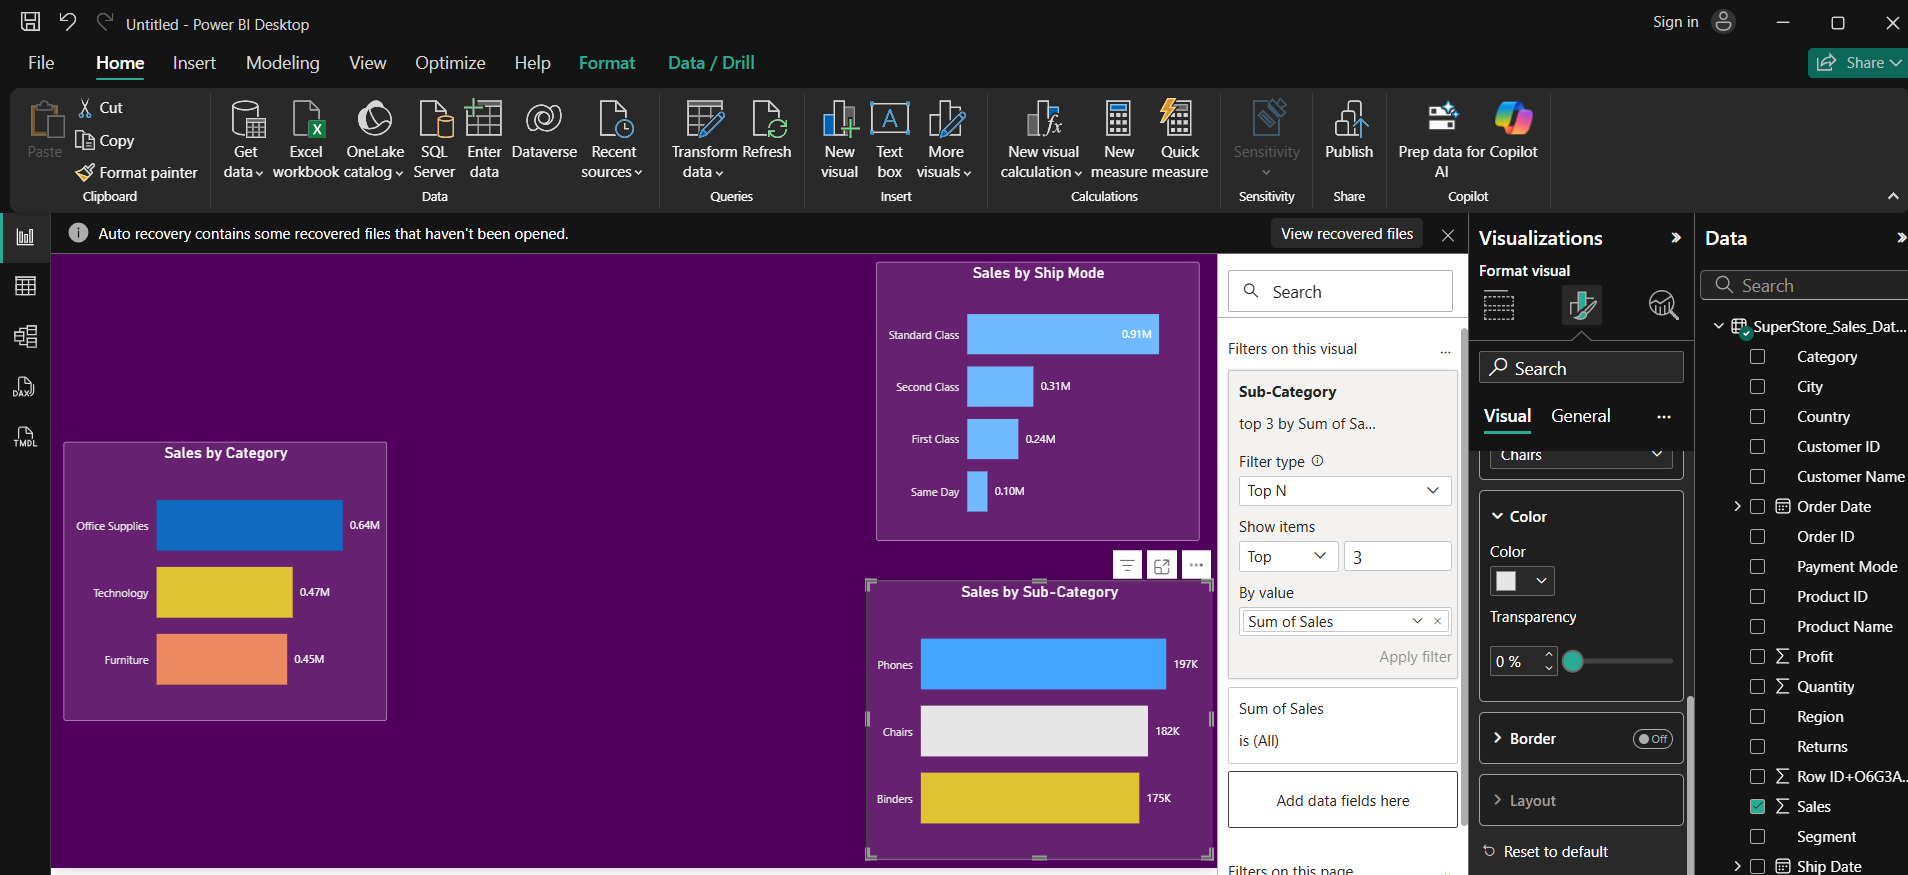 Untitled - Power BI Desktop
Sign in
File Home Insert Modeling View Optimize Help Format Data / Drill
Share
Paste
Cut
Copy
Format painter
Clipboard
Get data
Excel workbook
OneLake catalog
SQL Server
Enter data
Dataverse
Recent sources
Data
Transform data
Refresh
Queries
New visual
Text box
More visuals
Insert
New visual calculation
New measure
Quick measure
Calculations
Sensitivity
Sensitivity
Publish
Share
Prep data for AI
Copilot
Copilot
DAX
TMDL
Auto recovery contains some recovered files that haven't been opened.
View recovered files
Sales by Category
Office Supplies 0.64M
Technology 0.47M
Furniture 0.45M
Sales by Ship Mode
Standard Class 0.91M
Second Class 0.31M
First Class 0.24M
Same Day 0.10M
Sales by Sub-Category
Phones 197K
Chairs 182K
Binders 175K
Search
Filters on this visual
Sub-Category
top 3 by Sum of Sa...
Filter type
Top N
Show items
Top 3
By value
Sum of Sales
Apply filter
Sum of Sales
is (All)
Add data fields here
Filters on this page
Visualizations
Format visual
Search
Visual General
Chairs
Color
Color
Transparency
0 %
Border Off
Layout
Reset to default
Data
Search
SuperStore_Sales_Dat...
Category
City
Country
Customer ID
Customer Name
Order Date
Order ID
Payment Mode
Product ID
Product Name
Profit
Quantity
Region
Returns
Row ID+O6G3A...
Sales
Segment
Ship Date